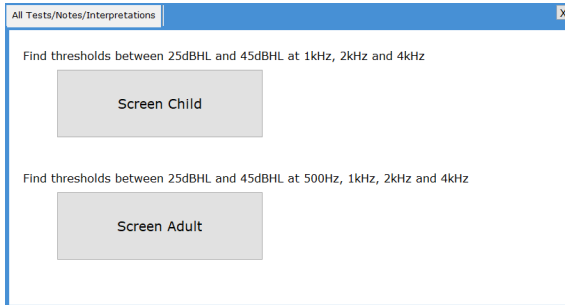 All Tests/Notes/Interpretations
X
Find thresholds between 25dBHL and 45dBHL at 1kHz, 2kHz and 4kHz
Screen Child
Find thresholds between 25dBHL and 45dBHL at 500Hz, 1kHz, 2kHz and 4kHz
Screen Adult